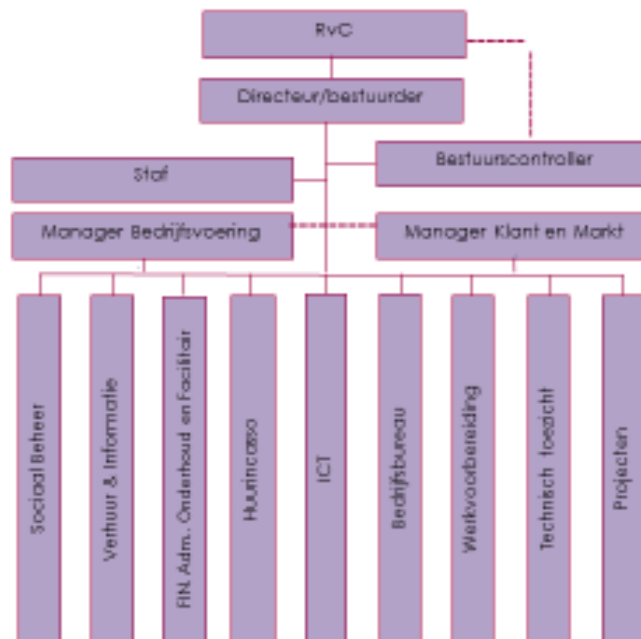 RvC
Directeur/bestuurder
Bestuurscontroller
Staf
Manager Bedrijfsvoering
Manager Klant en Markt
Sociaal Beheer
Verhuur & Informatie
FIN. Adm.. Onderhoud en Facilitair
Huurincasso
ICT
Bedrijfsbureau
Werkvoorbereiding
Technisch toezicht
Projecten